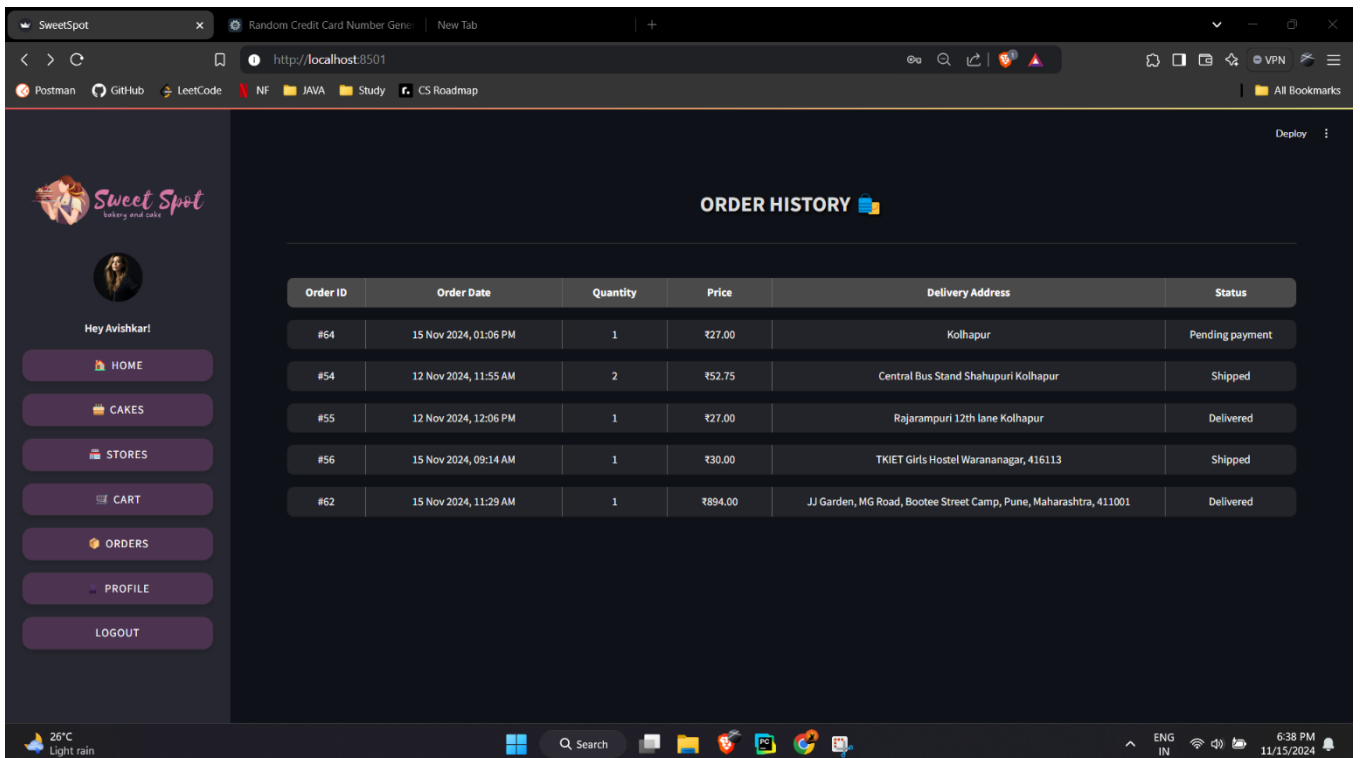 SweetSpot
Random Credit Card Number Gene
New Tab
http://localhost:8501
VPN
Postman GitHub LeetCode NF JAVA Study CS Roadmap All Bookmarks
Deploy
Sweet Spot
bakery and cake
Hey Avishkar!
HOME
CAKES
STORES
CART
ORDERS
PROFILE
LOGOUT
ORDER HISTORY
Order ID Order Date Quantity Price Delivery Address Status
#64 15 Nov 2024, 01:06 PM 1 ₹27.00 Kolhapur Pending payment
#54 12 Nov 2024, 11:55 AM 2 ₹52.75 Central Bus Stand Shahupuri Kolhapur Shipped
#55 12 Nov 2024, 12:06 PM 1 ₹27.00 Rajarampuri 12th lane Kolhapur Delivered
#56 15 Nov 2024, 09:14 AM 1 ₹30.00 TKIET Girls Hostel Warananagar, 416113 Shipped
#62 15 Nov 2024, 11:29 AM 1 ₹894.00 JJ Garden, MG Road, Bootee Street Camp, Pune, Maharashtra, 411001 Delivered
26°C
Light rain
Search
PC
ENG
IN
6:38 PM
11/15/2024